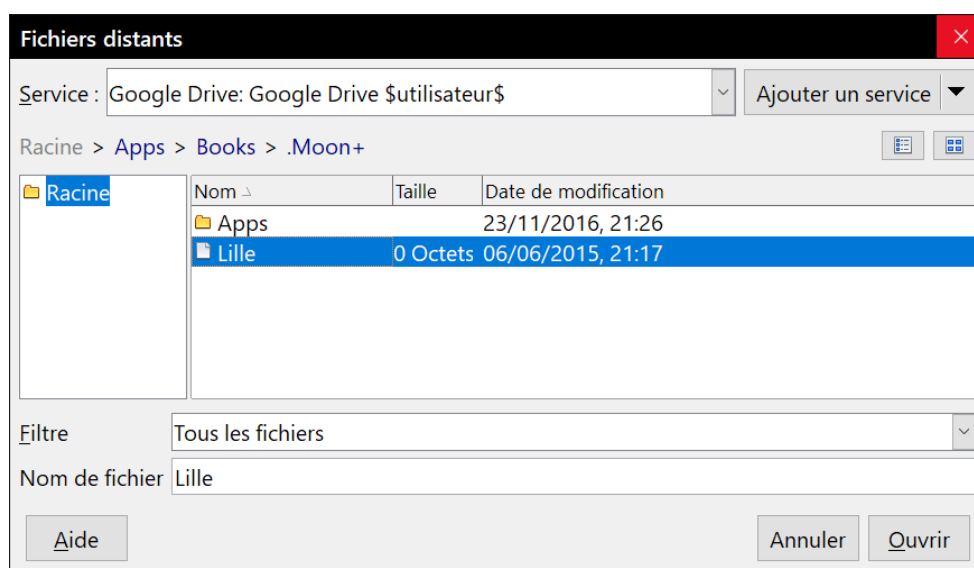 Fichiers distants
Service : Google Drive: Google Drive $utilisateur$ Ajouter un service
Racine > Apps > Books > .Moon+
Racine
Nom Taille Date de modification
Apps 23/11/2016, 21:26
Lille 0 Octets 06/06/2015, 21:17
Filtre Tous les fichiers
Nom de fichier Lille
Aide Annuler Ouvrir